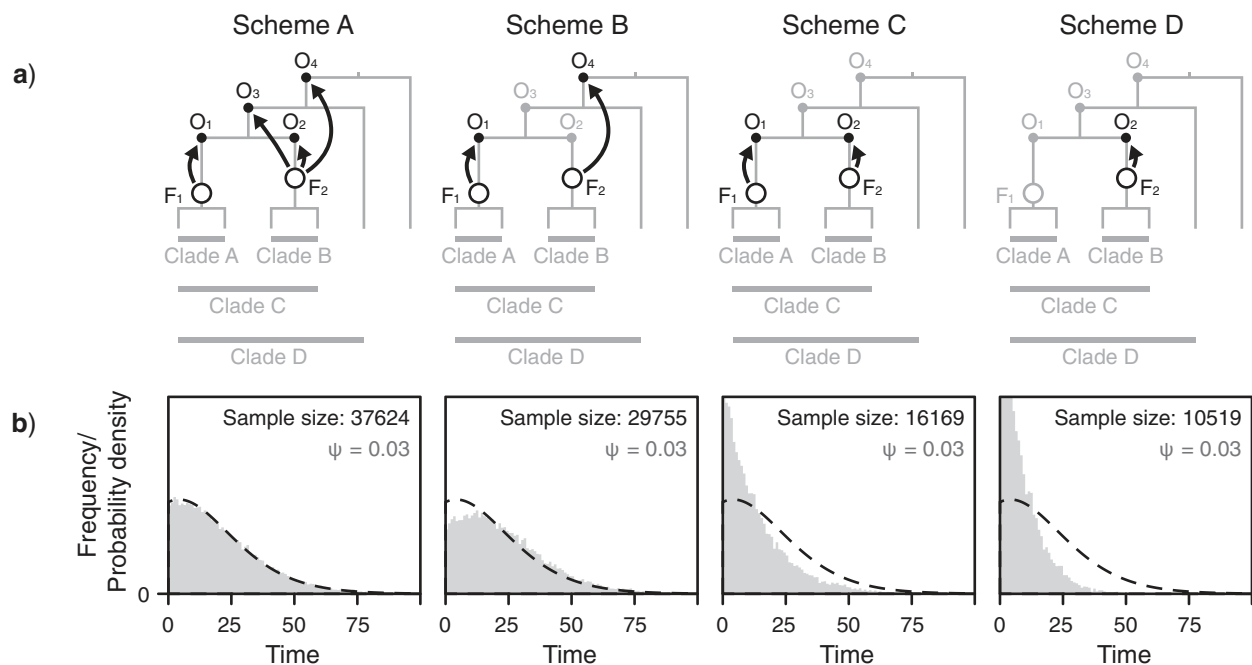 Scheme A
Scheme B
Scheme C
Scheme D
a)
O4
O3
O1
O2
F1
F2
Clade A
Clade B
Clade C
Clade D
O4
O3
O1
O2
F1
F2
Clade A
Clade B
Clade C
Clade D
O4
O3
O1
O2
F1
F2
Clade A
Clade B
Clade C
Clade D
O4
O3
O1
O2
F1
F2
Clade A
Clade B
Clade C
Clade D
b)
Frequency/
Probability density
0
Sample size: 37624
ψ = 0.03
0 25 50 75
Time
Sample size: 29755
ψ = 0.03
0 25 50 75
Time
Sample size: 16169
ψ = 0.03
0 25 50 75
Time
Sample size: 10519
ψ = 0.03
0 25 50 75
Time